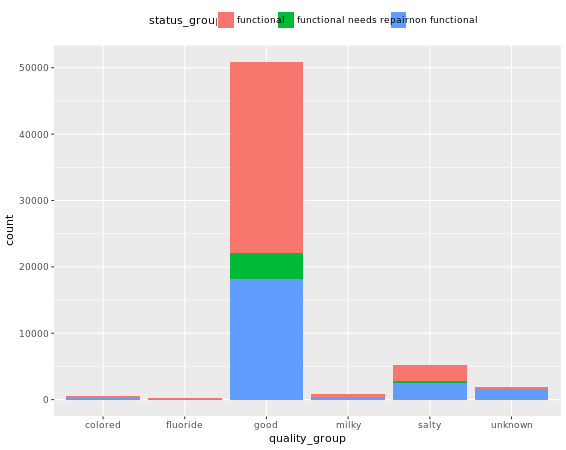 status_group functional functional needs repair non functional
50000
40000
30000
20000
10000
0
count
colored fluoride good milky salty unknown
quality_group